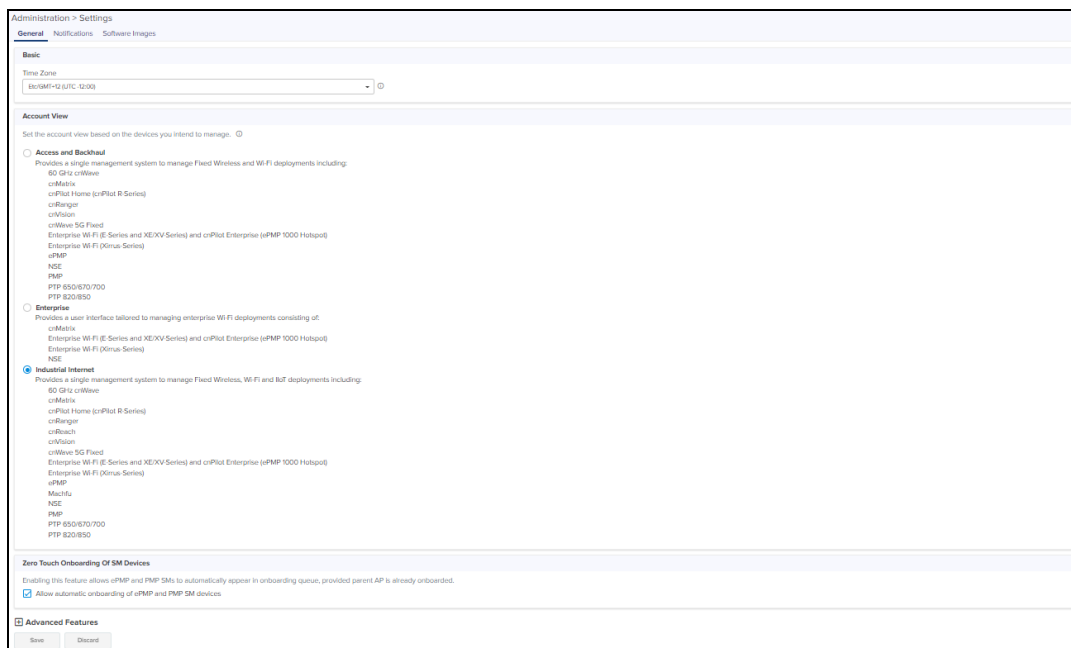 Administration > Settings
General Notifications Software Images
Basic
Time Zone
Etc/GMT+12 (UTC -12:00)
Account View
Set the account view based on the devices you intend to manage.
Access and Backhaul
Provides a single management system to manage Fixed Wireless and Wi-Fi deployments including:
60 GHz cnWave
cnMatrix
cnPilot Home (cnPilot R-Series)
cnRanger
cnVision
cnWave 5G Fixed
Enterprise Wi-Fi (E-Series and XE/XV-Series) and cnPilot Enterprise (ePMP 1000 Hotspot)
Enterprise Wi-Fi (Xirrus-Series)
ePMP
NSE
PMP
PTP 650/670/700
PTP 820/850
Enterprise
Provides a user interface tailored to managing enterprise Wi-Fi deployments consisting of:
cnMatrix
Enterprise Wi-Fi (E-Series and XE/XV-Series) and cnPilot Enterprise (ePMP 1000 Hotspot)
Enterprise Wi-Fi (Xirrus-Series)
NSE
Industrial Internet
Provides a single management system to manage Fixed Wireless, Wi-Fi and IIoT deployments including:
60 GHz cnWave
cnMatrix
cnPilot Home (cnPilot R-Series)
cnRanger
cnReach
cnVision
cnWave 5G Fixed
Enterprise Wi-Fi (E-Series and XE/XV-Series) and cnPilot Enterprise (ePMP 1000 Hotspot)
Enterprise Wi-Fi (Xirrus-Series)
ePMP
Machfu
NSE
PMP
PTP 650/670/700
PTP 820/850
Zero Touch Onboarding Of SM Devices
Enabling this feature allows ePMP and PMP SMs to automatically appear in onboarding queue, provided parent AP is already onboarded.
Allow automatic onboarding of ePMP and PMP SM devices
Advanced Features
Save Discard